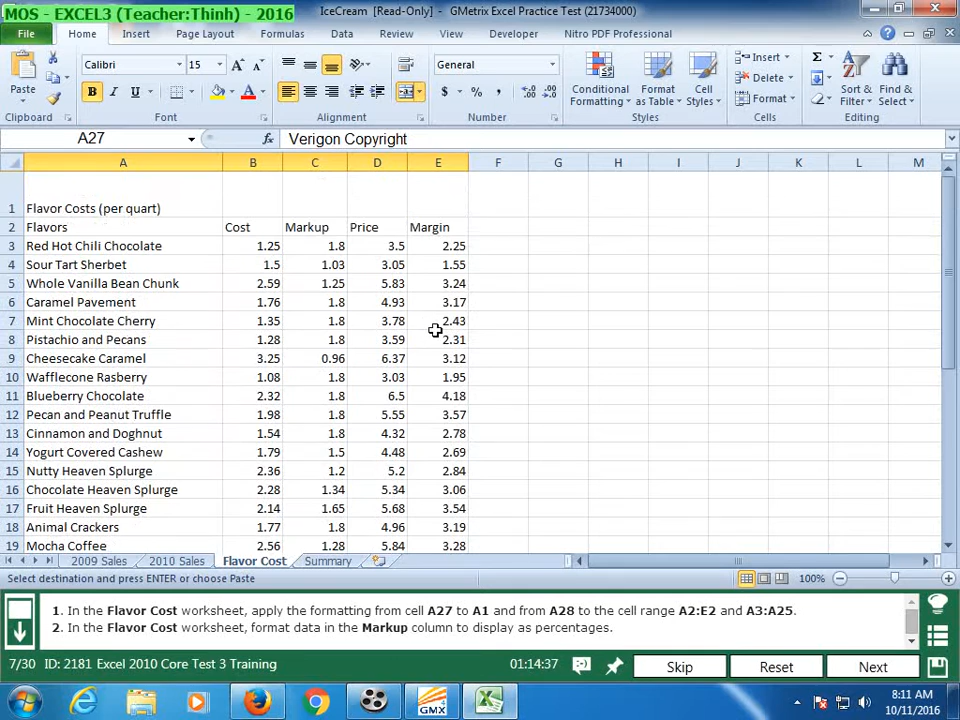 MOS - EXCEL3 (Teacher:Thinh) - 2016
IceCream [Read-Only] - GMetrix Excel Practice Test (21734000)
File Home Insert Page Layout Formulas Data Review View Developer Nitro PDF Professional
Paste
Clipboard
Calibri 15
B I U
Font
Alignment
General
$ % ,
Number
Conditional Formatting
Format as Table
Cell Styles
Styles
Insert
Delete
Format
Cells
Sort & Filter
Find & Select
Editing
A27 fx Verigon Copyright
A B C D E F G H I J K L M
1 Flavor Costs (per quart)
2 Flavors Cost Markup Price Margin
3 Red Hot Chili Chocolate 1.25 1.8 3.5 2.25
4 Sour Tart Sherbet 1.5 1.03 3.05 1.55
5 Whole Vanilla Bean Chunk 2.59 1.25 5.83 3.24
6 Caramel Pavement 1.76 1.8 4.93 3.17
7 Mint Chocolate Cherry 1.35 1.8 3.78 2.43
8 Pistachio and Pecans 1.28 1.8 3.59 2.31
9 Cheesecake Caramel 3.25 0.96 6.37 3.12
10 Wafflecone Rasberry 1.08 1.8 3.03 1.95
11 Blueberry Chocolate 2.32 1.8 6.5 4.18
12 Pecan and Peanut Truffle 1.98 1.8 5.55 3.57
13 Cinnamon and Doghnut 1.54 1.8 4.32 2.78
14 Yogurt Covered Cashew 1.79 1.5 4.48 2.69
15 Nutty Heaven Splurge 2.36 1.2 5.2 2.84
16 Chocolate Heaven Splurge 2.28 1.34 5.34 3.06
17 Fruit Heaven Splurge 2.14 1.65 5.68 3.54
18 Animal Crackers 1.77 1.8 4.96 3.19
19 Mocha Coffee 2.56 1.28 5.84 3.28
2009 Sales 2010 Sales Flavor Cost Summary
Select destination and press ENTER or choose Paste 100%
1. In the Flavor Cost worksheet, apply the formatting from cell A27 to A1 and from A28 to the cell range A2:E2 and A3:A25.
2. In the Flavor Cost worksheet, format data in the Markup column to display as percentages.
7/30 ID: 2181 Excel 2010 Core Test 3 Training 01:14:37 Skip Reset Next
GMX
8:11 AM
10/11/2016